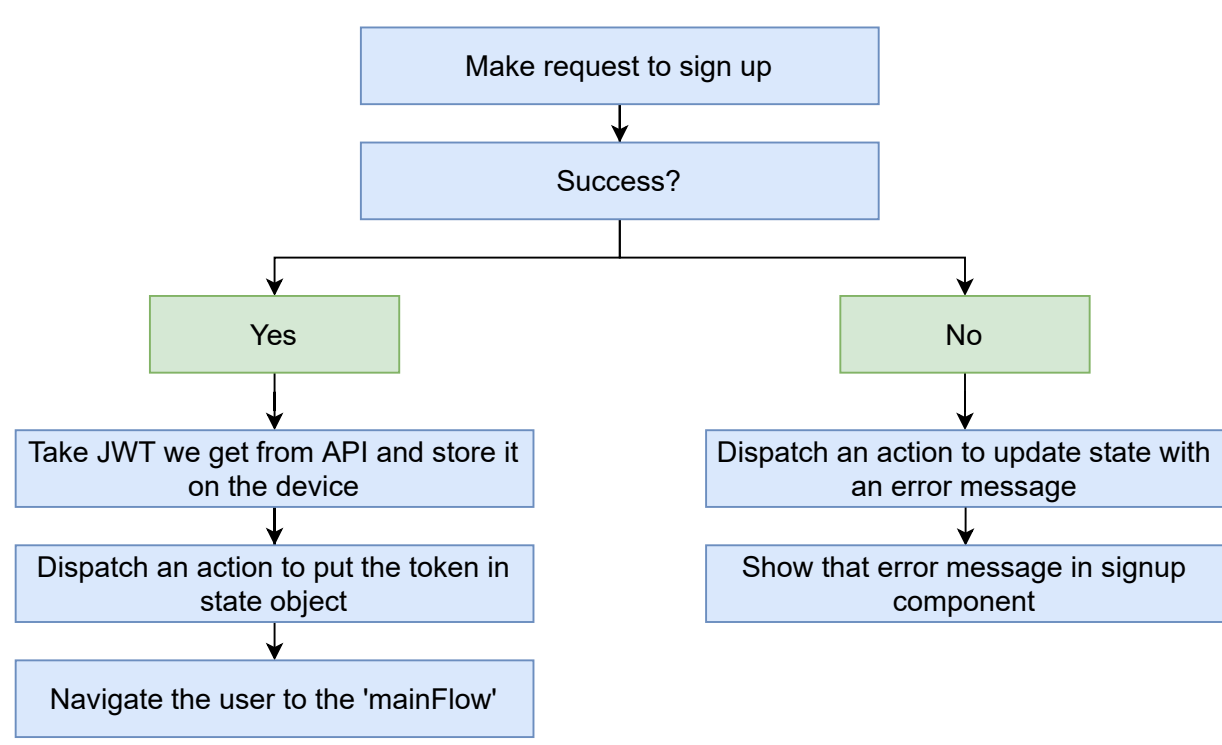 Make request to sign up
Success?
Yes
No
Take JWT we get from API and store it
on the device
Dispatch an action to update state with
an error message
Dispatch an action to put the token in
state object
Show that error message in signup
component
Navigate the user to the 'mainFlow'